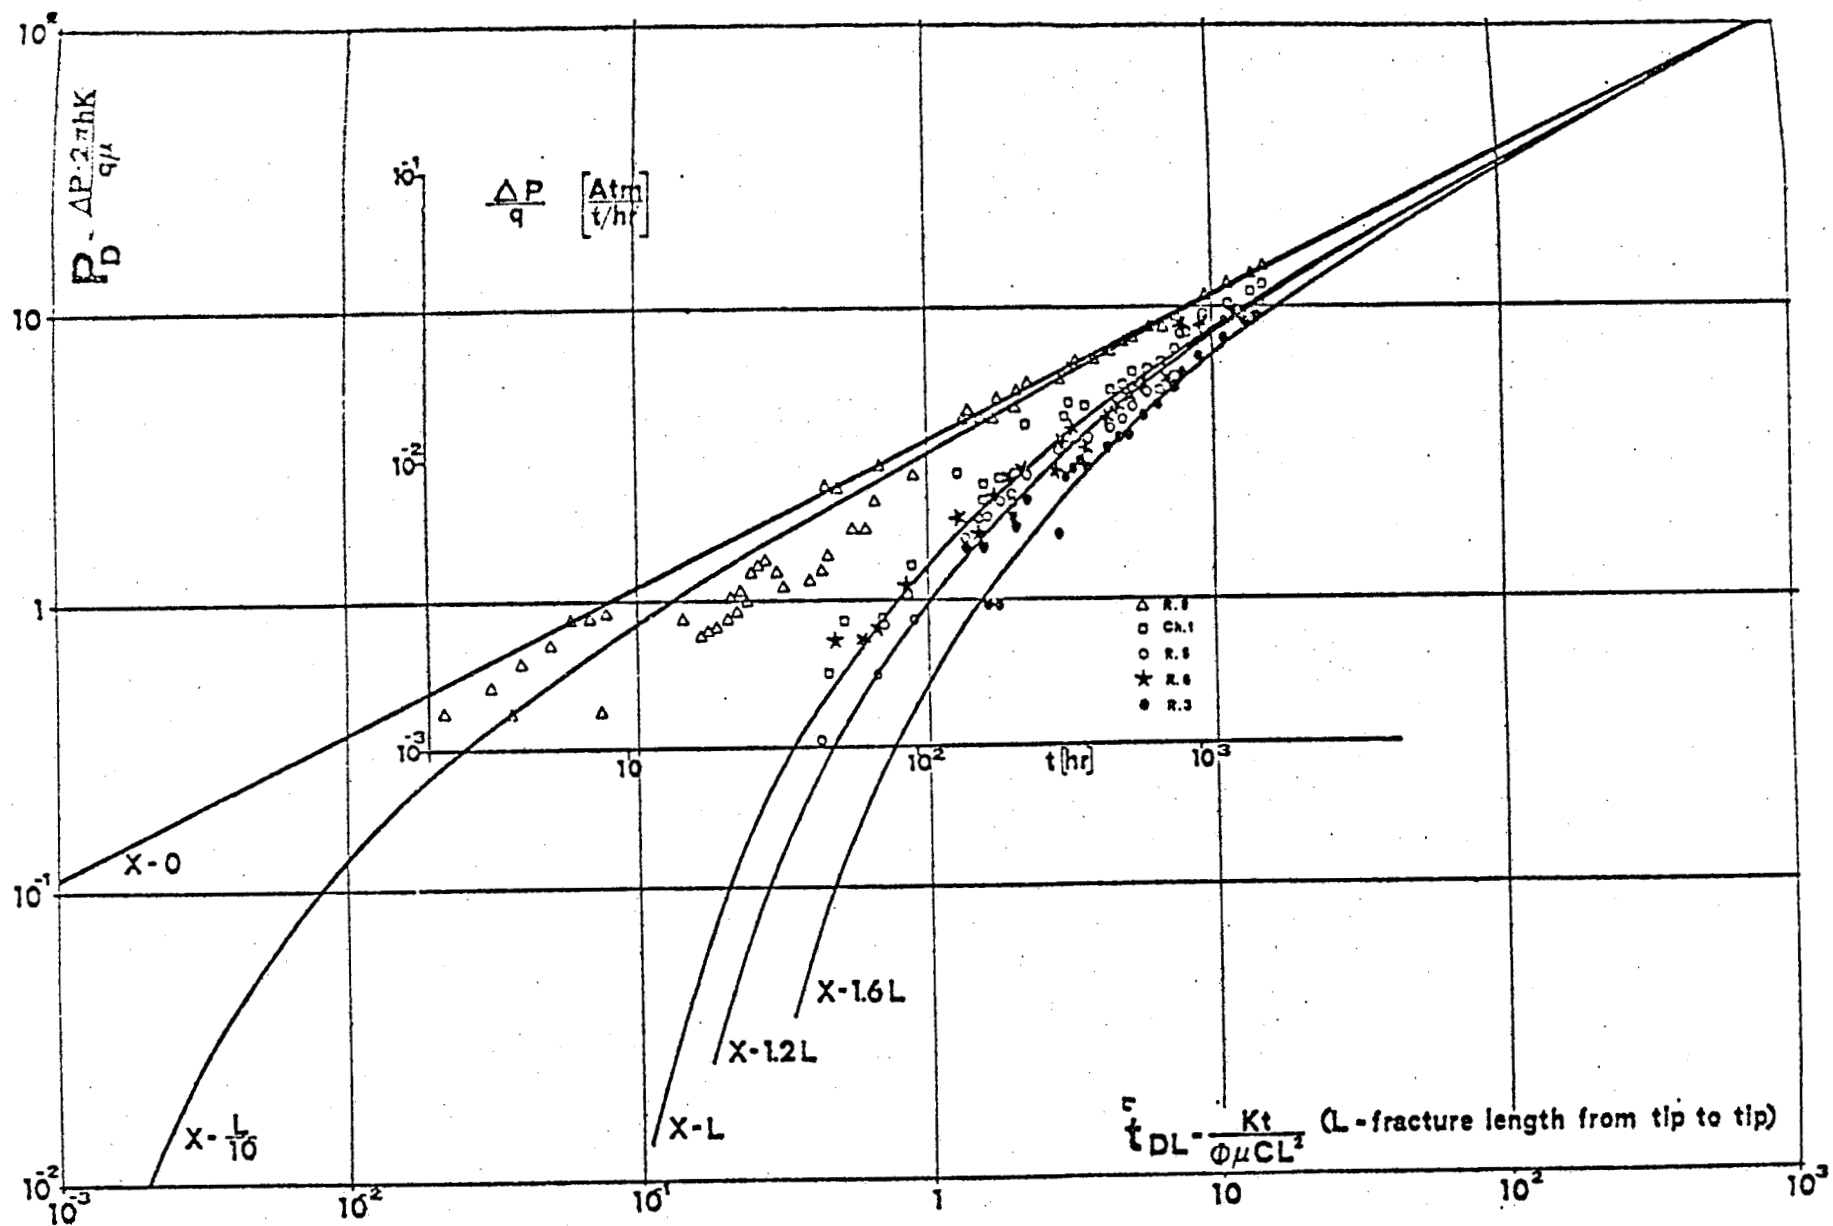 10²
P_D - ΔP·2πhK / qμ
10⁻¹
ΔP / q [Atm / t/hr]
10
10⁻²
1
Ch.1
R.3
10⁻³
10
10²
t[hr]
10³
X-0
10⁻¹
X-1.6L
X-1.2L
X-L
X-L/10
t̄_DL - Kt / ΦμCL² (L-fracture length from tip to tip)
10⁻²
10⁻³
10⁻²
10⁻¹
1
10
10²
10³